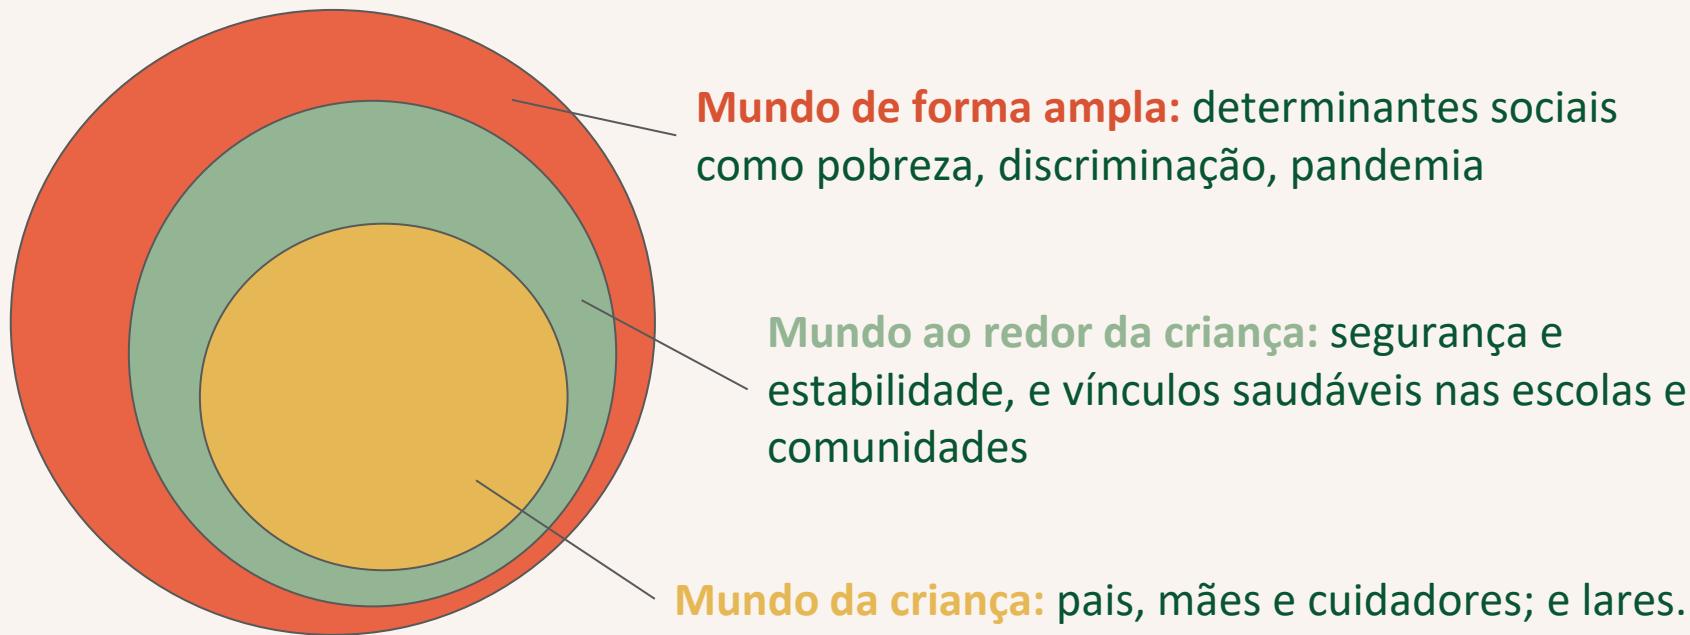 Mundo de forma ampla: determinantes sociais
como pobreza, discriminação, pandemia
Mundo ao redor da criança: segurança e
estabilidade, e vínculos saudáveis nas escolas e
comunidades
Mundo da criança: pais, mães e cuidadores; e lares.